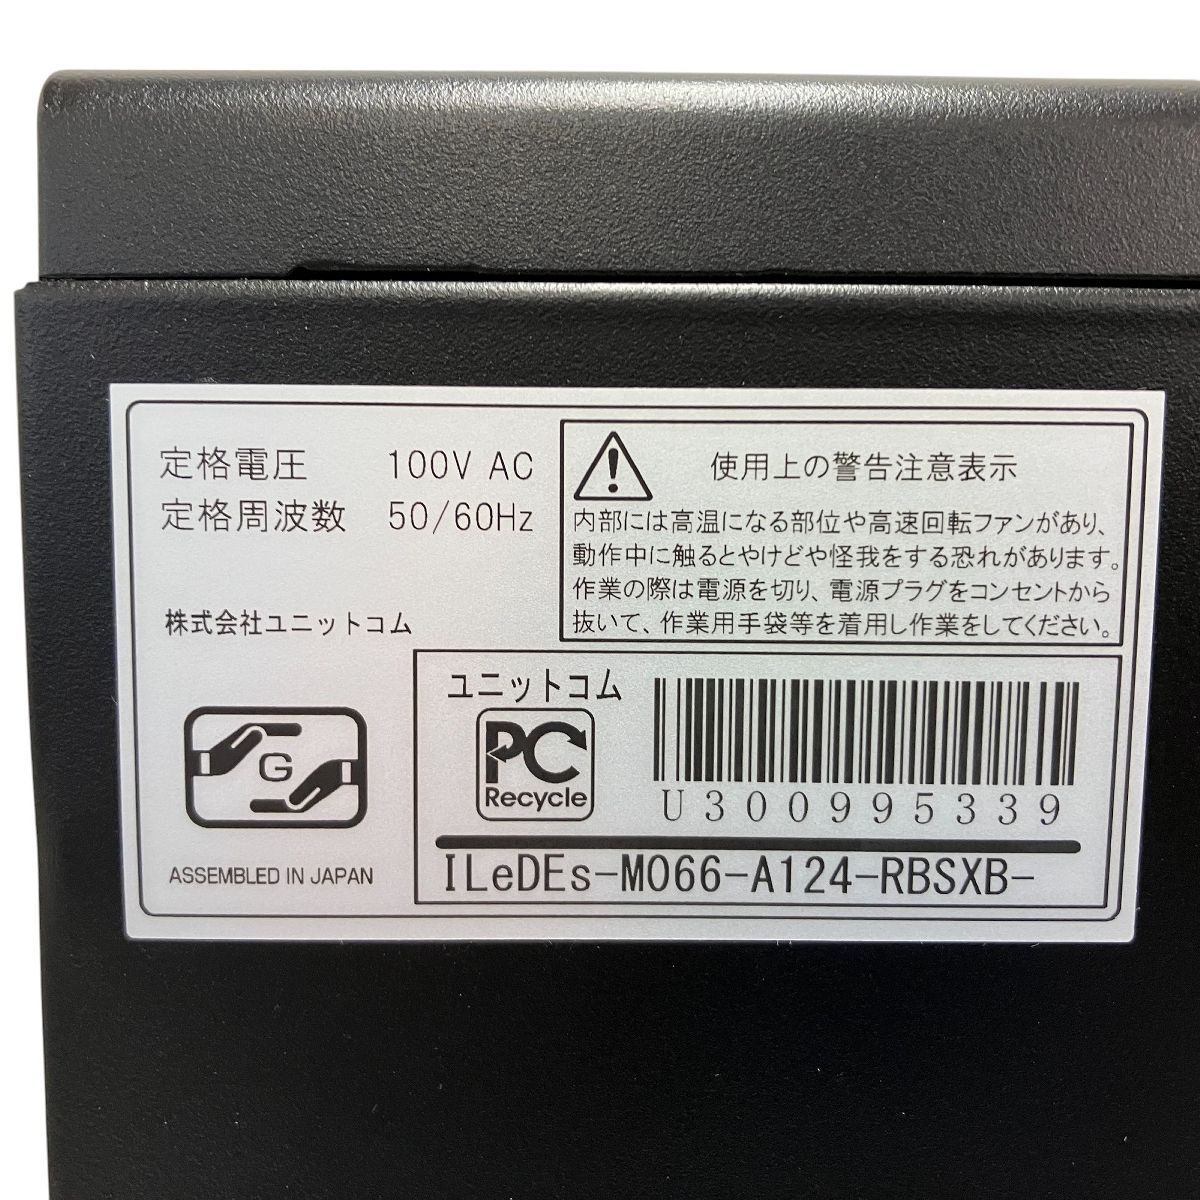 定格電圧 100V AC
定格周波数 50/60Hz
株式会社ユニットコム
G
ASSEMBLED IN JAPAN
使用上の警告注意表示
内部には高温になる部位や高速回転ファンがあり、
動作中に触るとやけどや怪我をする恐れがあります。
作業の際は電源を切り、電源プラグをコンセントから
抜いて、作業用手袋等を着用し作業をしてください。
ユニットコム
PC
Recycle
U300995339
ILeDEs-M066-A124-RBSXB-